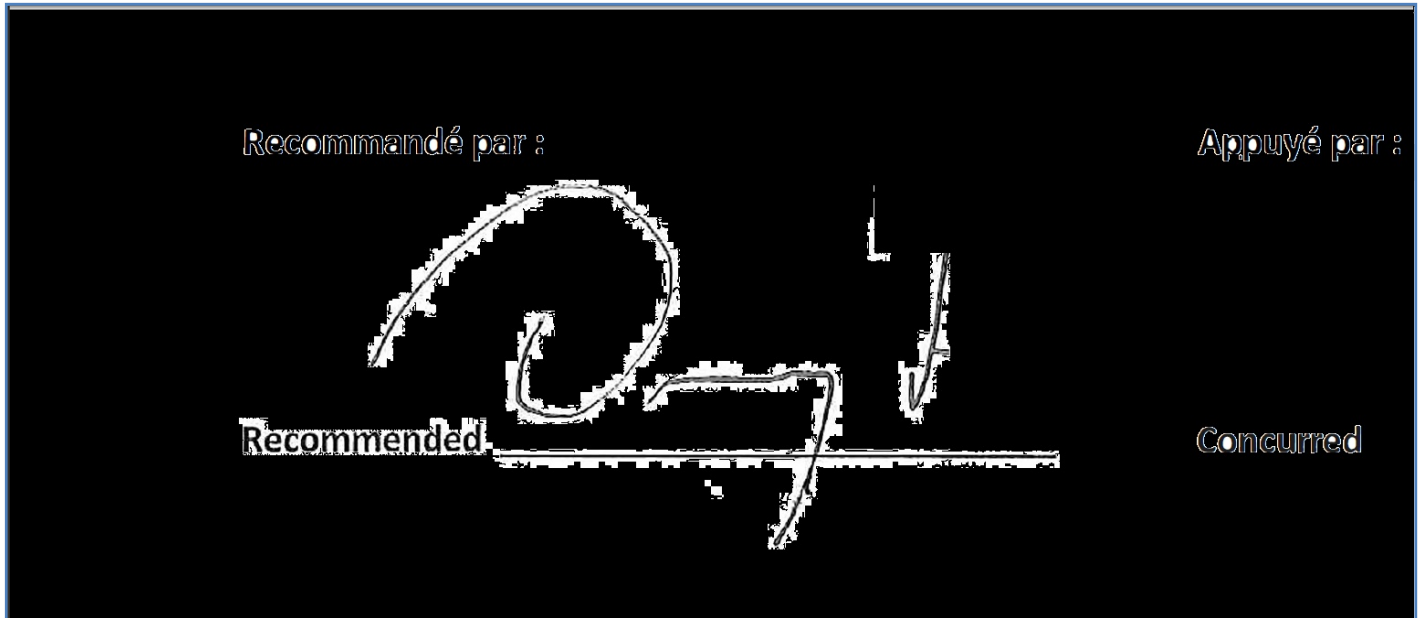 Recommandé par :
Appuyé par :
Recommended
Concurred